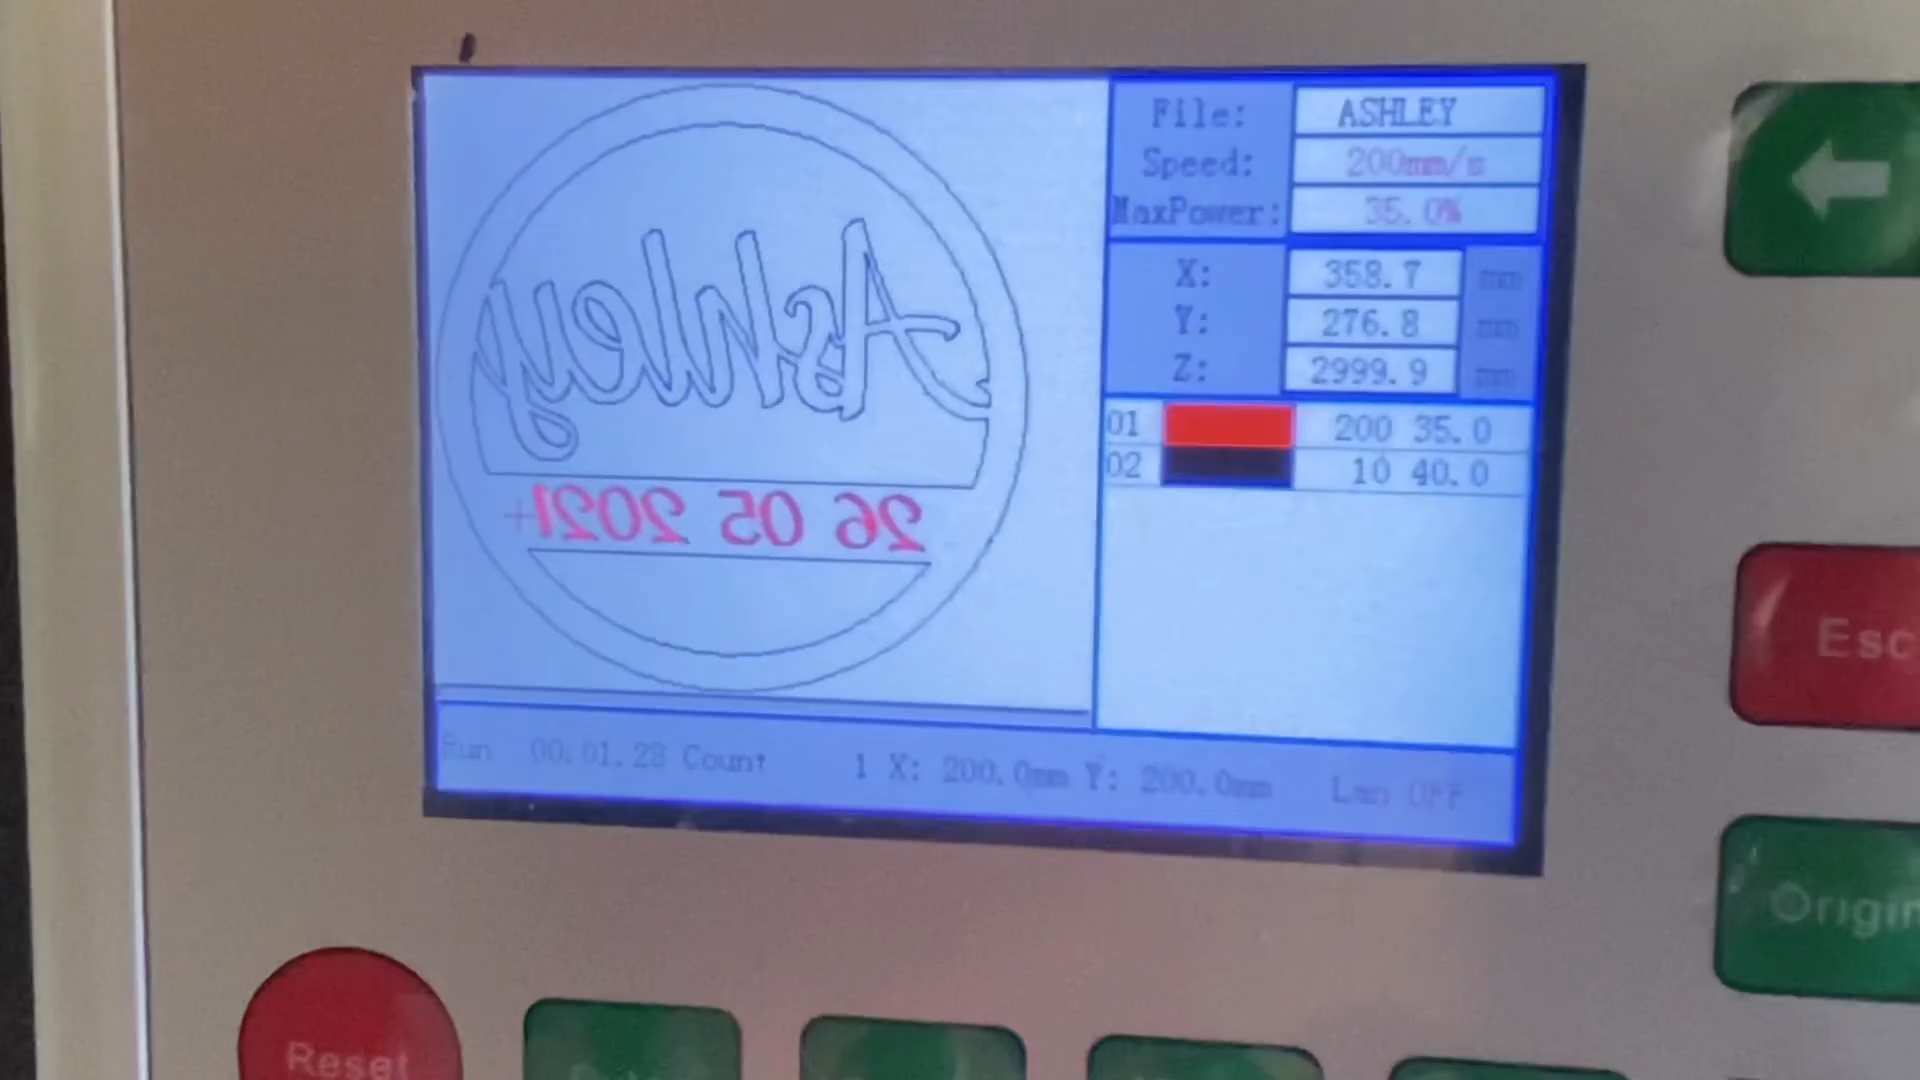 Ashley
26 05 2021
File: ASHLEY
Speed: 200mm/s
MaxPower: 35.0%
X: 358.7 mm
Y: 276.8 mm
Z: 2999.9 mm
01 200 35.0
02 10 40.0
Run 00:01.28 Count 1 X: 200.0mm Y: 200.0mm Lan OFF
Esc
Origin
Reset